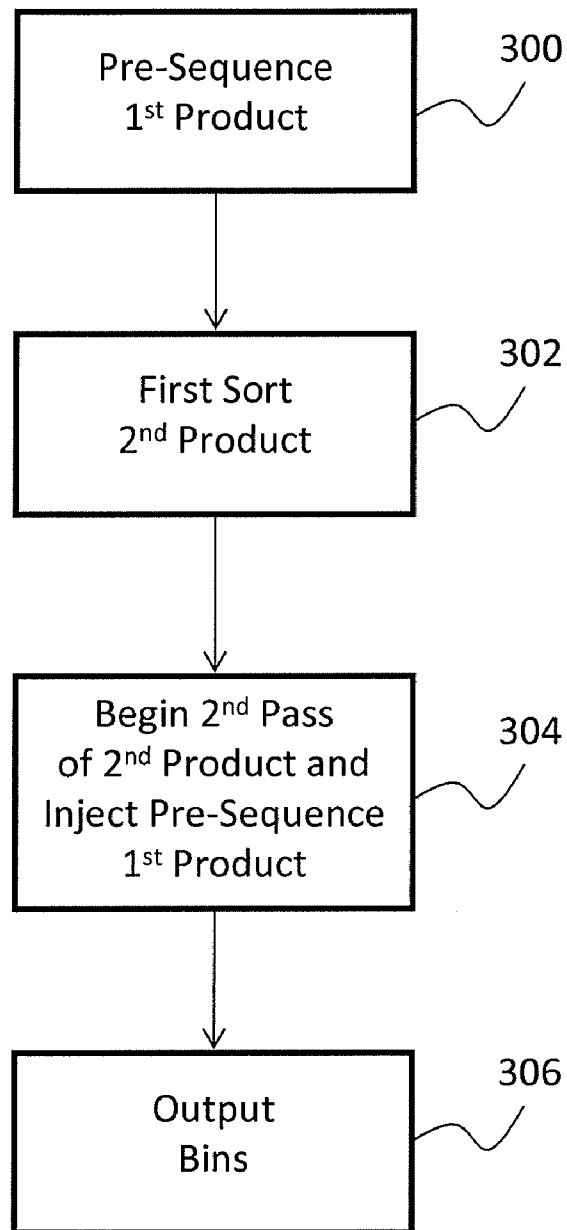 Pre-Sequence
1st Product
300
First Sort
2nd Product
302
Begin 2nd Pass
of 2nd Product and
Inject Pre-Sequence
1st Product
304
Output
Bins
306